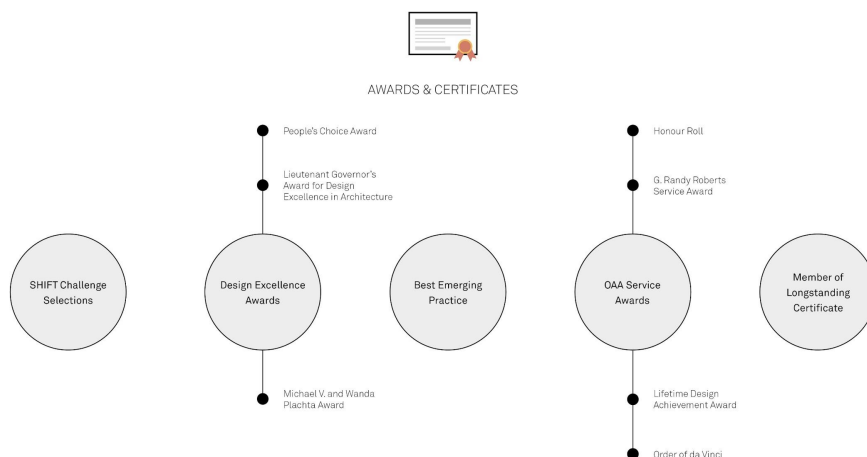 AWARDS & CERTIFICATES
People's Choice Award
Lieutenant Governor's
Award for Design
Excellence in Architecture
Honour Roll
G. Randy Roberts
Service Award
SHIFT Challenge
Selections
Design Excellence
Awards
Best Emerging
Practice
OAA Service
Awards
Member of
Longstanding
Certificate
Michael V. and Wanda
Plachta Award
Lifetime Design
Achievement Award
Order of da Vinci